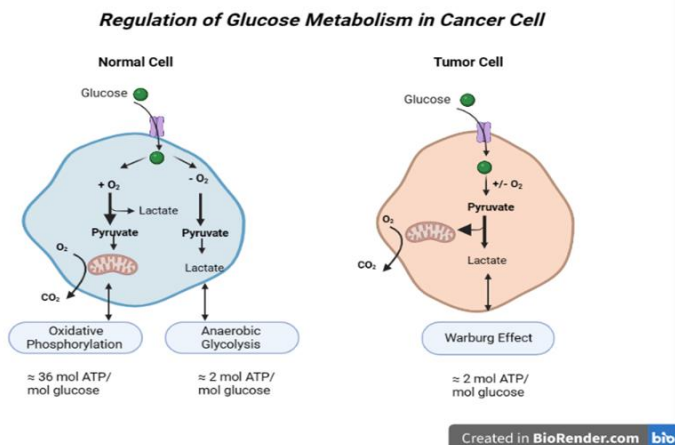 Regulation of Glucose Metabolism in Cancer Cell
Normal Cell
Glucose
+ O₂
- O₂
Lactate
Pyruvate
Pyruvate
O₂
Lactate
CO₂
Oxidative
Phosphorylation
Anaerobic
Glycolysis
≈ 36 mol ATP/
mol glucose
≈ 2 mol ATP/
mol glucose
Tumor Cell
Glucose
+/- O₂
Pyruvate
O₂
Lactate
CO₂
Warburg Effect
≈ 2 mol ATP/
mol glucose
Created in BioRender.com bio